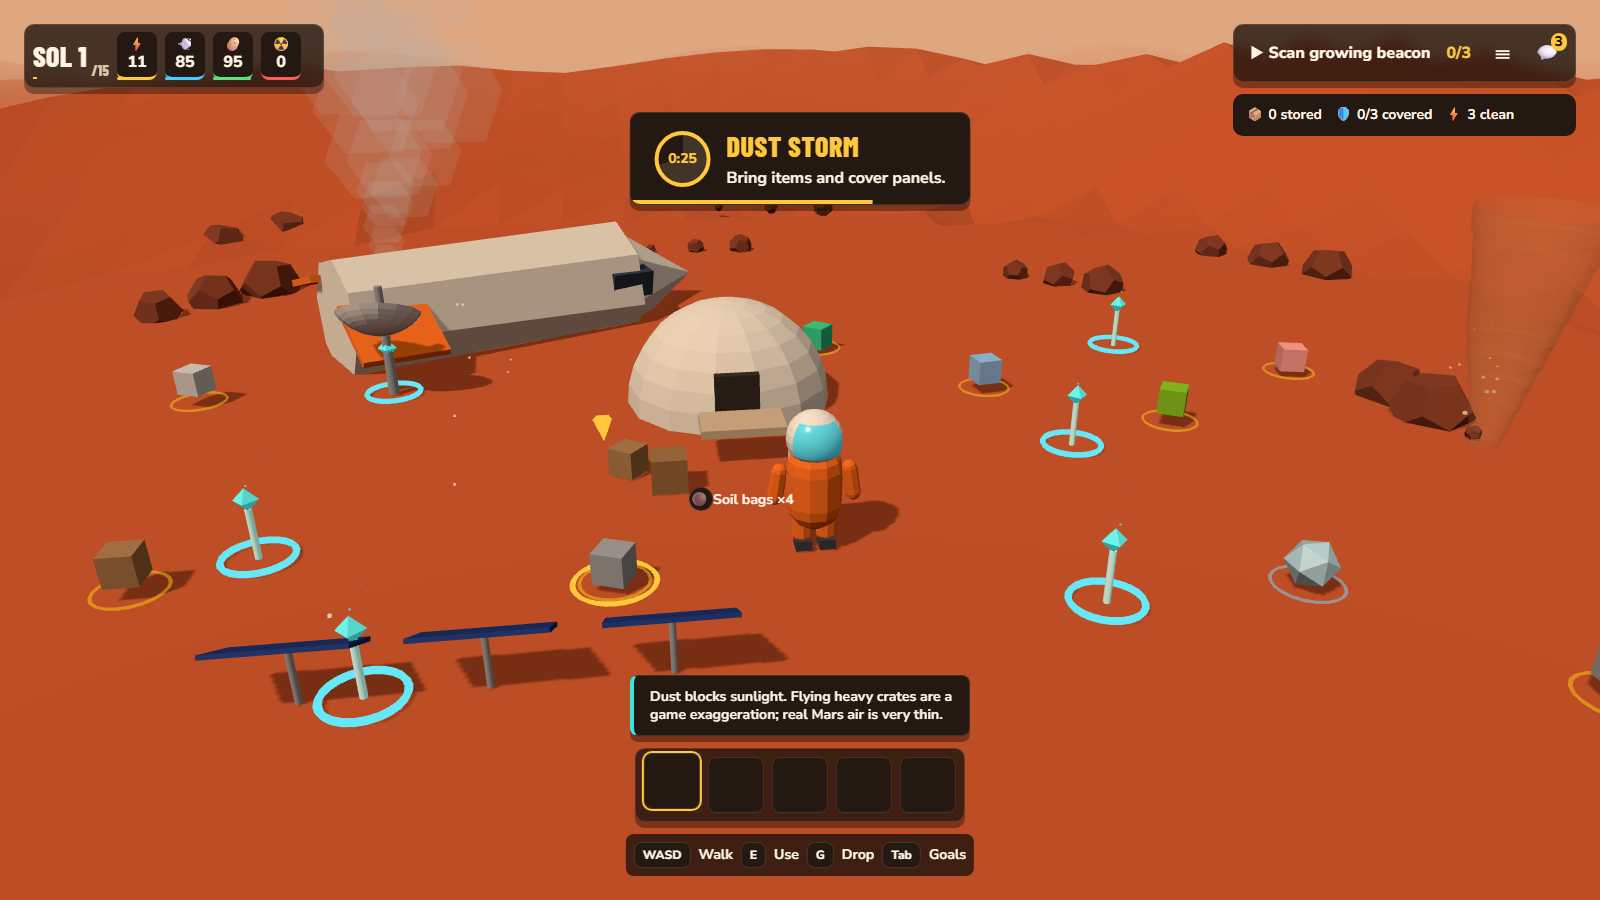 SOL 1 /15
11 85 95 0
0:25
DUST STORM
Bring items and cover panels.
Scan growing beacon 0/3
3
0 stored 0/3 covered 3 clean
Soil bags ×4
Dust blocks sunlight. Flying heavy crates are a
game exaggeration; real Mars air is very thin.
WASD Walk E Use G Drop Tab Goals